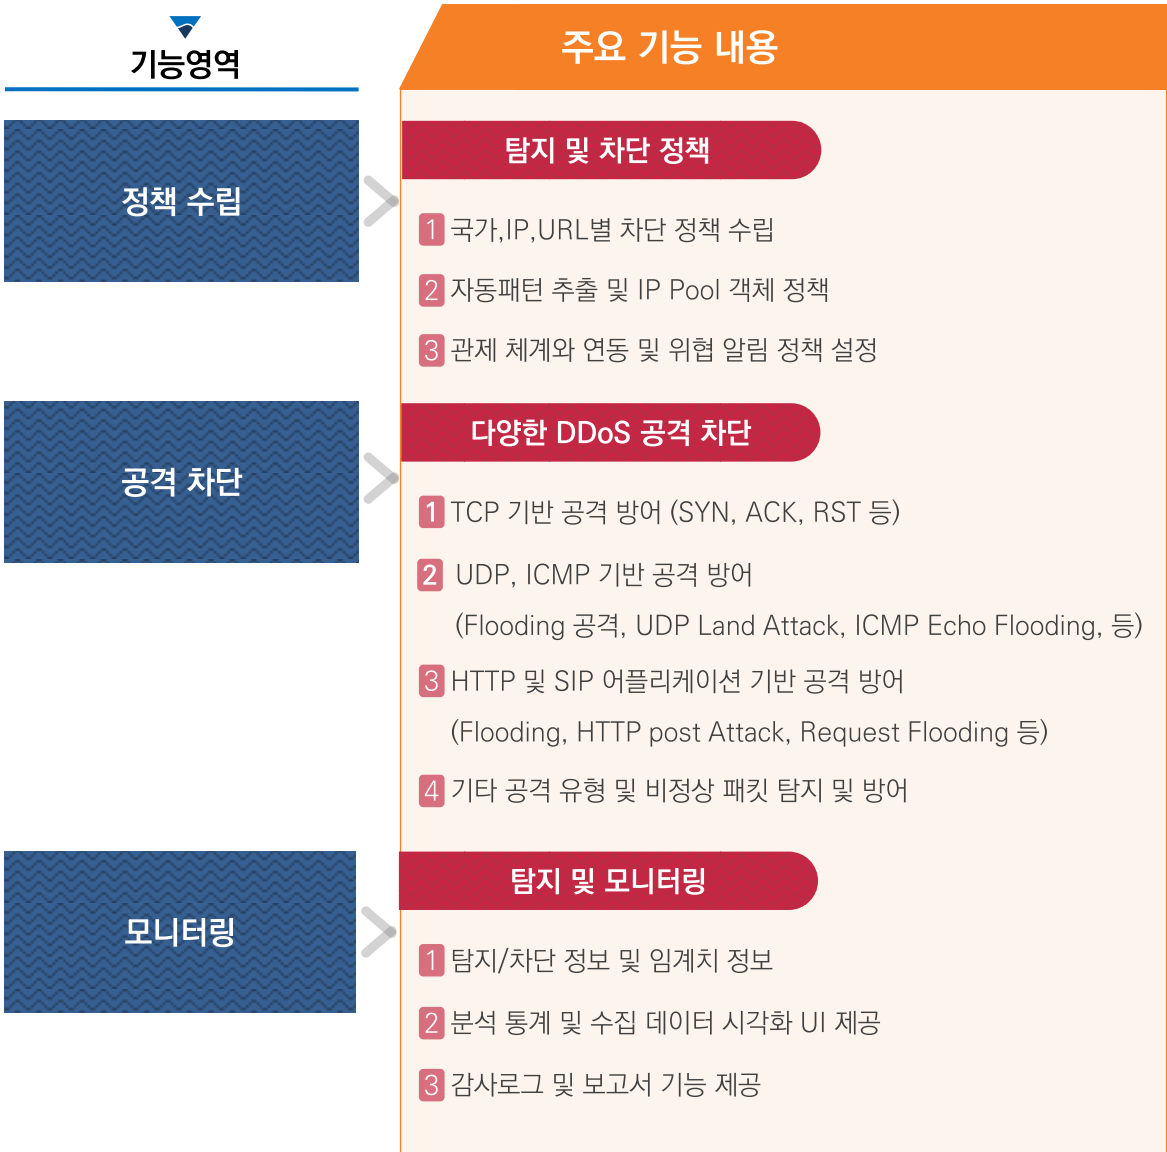 기능영역
주요 기능 내용
정책 수립
탐지 및 차단 정책
1 국가,IP,URL별 차단 정책 수립
2 자동패턴 추출 및 IP Pool 객체 정책
3 관제 체계와 연동 및 위협 알림 정책 설정
공격 차단
다양한 DDoS 공격 차단
1 TCP 기반 공격 방어 (SYN, ACK, RST 등)
2 UDP, ICMP 기반 공격 방어
(Flooding 공격, UDP Land Attack, ICMP Echo Flooding, 등)
3 HTTP 및 SIP 어플리케이션 기반 공격 방어
(Flooding, HTTP post Attack, Request Flooding 등)
4 기타 공격 유형 및 비정상 패킷 탐지 및 방어
모니터링
탐지 및 모니터링
1 탐지/차단 정보 및 임계치 정보
2 분석 통계 및 수집 데이터 시각화 UI 제공
3 감사로그 및 보고서 기능 제공